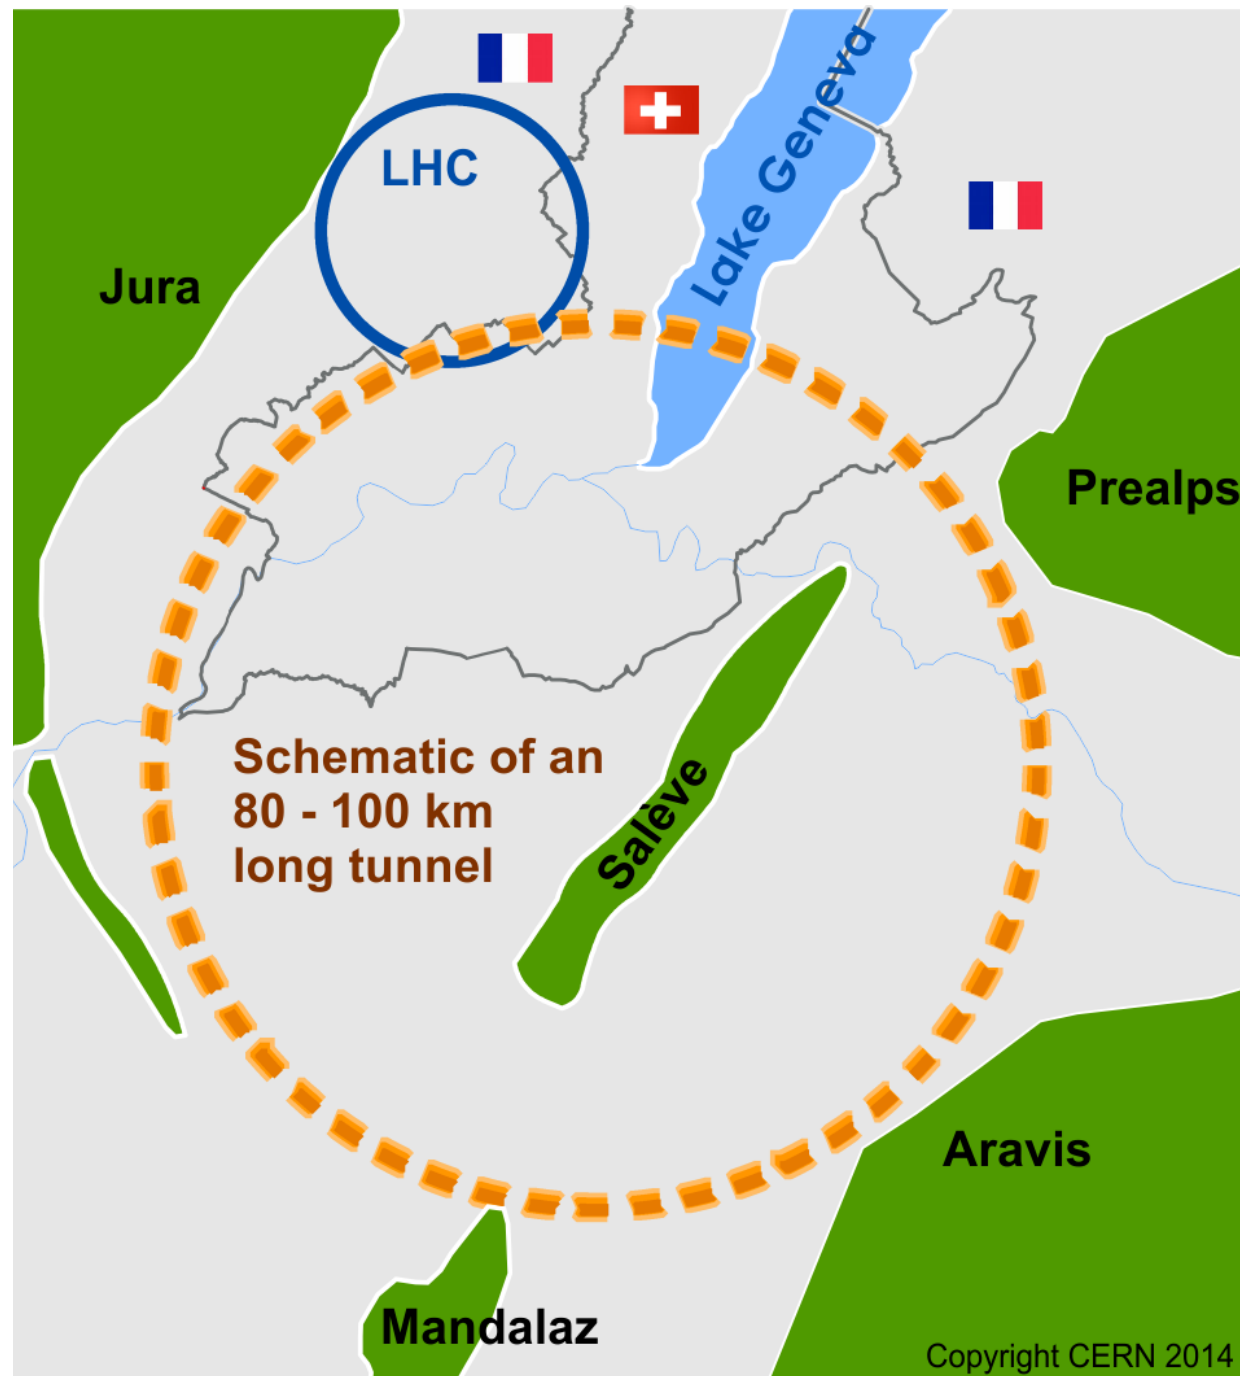 LHC
Lake Geneva
Jura
Prealps
Schematic of an
80 - 100 km
long tunnel
Salève
Aravis
Mandalaz
Copyright CERN 2014